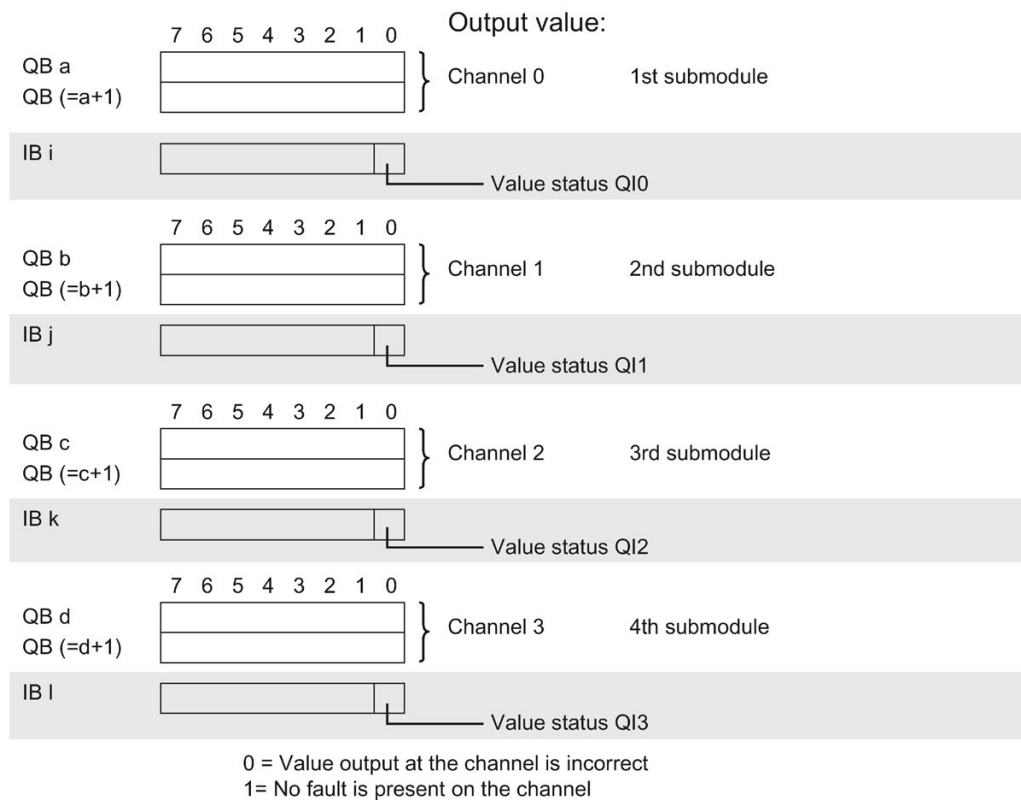 Output value:
7 6 5 4 3 2 1 0
QB a
Channel 0 1st submodule
QB (=a+1)
IB i
Value status QI0
7 6 5 4 3 2 1 0
QB b
Channel 1 2nd submodule
QB (=b+1)
IB j
Value status QI1
7 6 5 4 3 2 1 0
QB c
Channel 2 3rd submodule
QB (=c+1)
IB k
Value status QI2
7 6 5 4 3 2 1 0
QB d
Channel 3 4th submodule
QB (=d+1)
IB l
Value status QI3
0 = Value output at the channel is incorrect
1= No fault is present on the channel